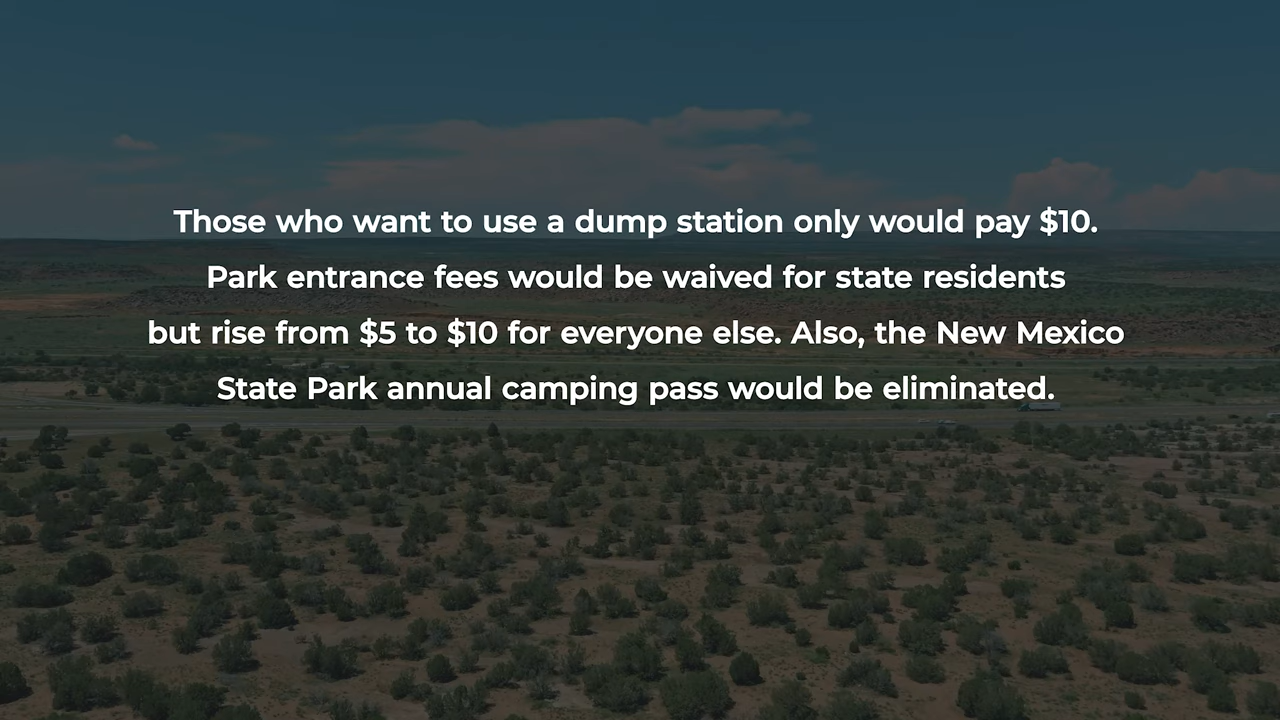 Those who want to use a dump station only would pay $10.
Park entrance fees would be waived for state residents
but rise from $5 to $10 for everyone else. Also, the New Mexico
State Park annual camping pass would be eliminated.